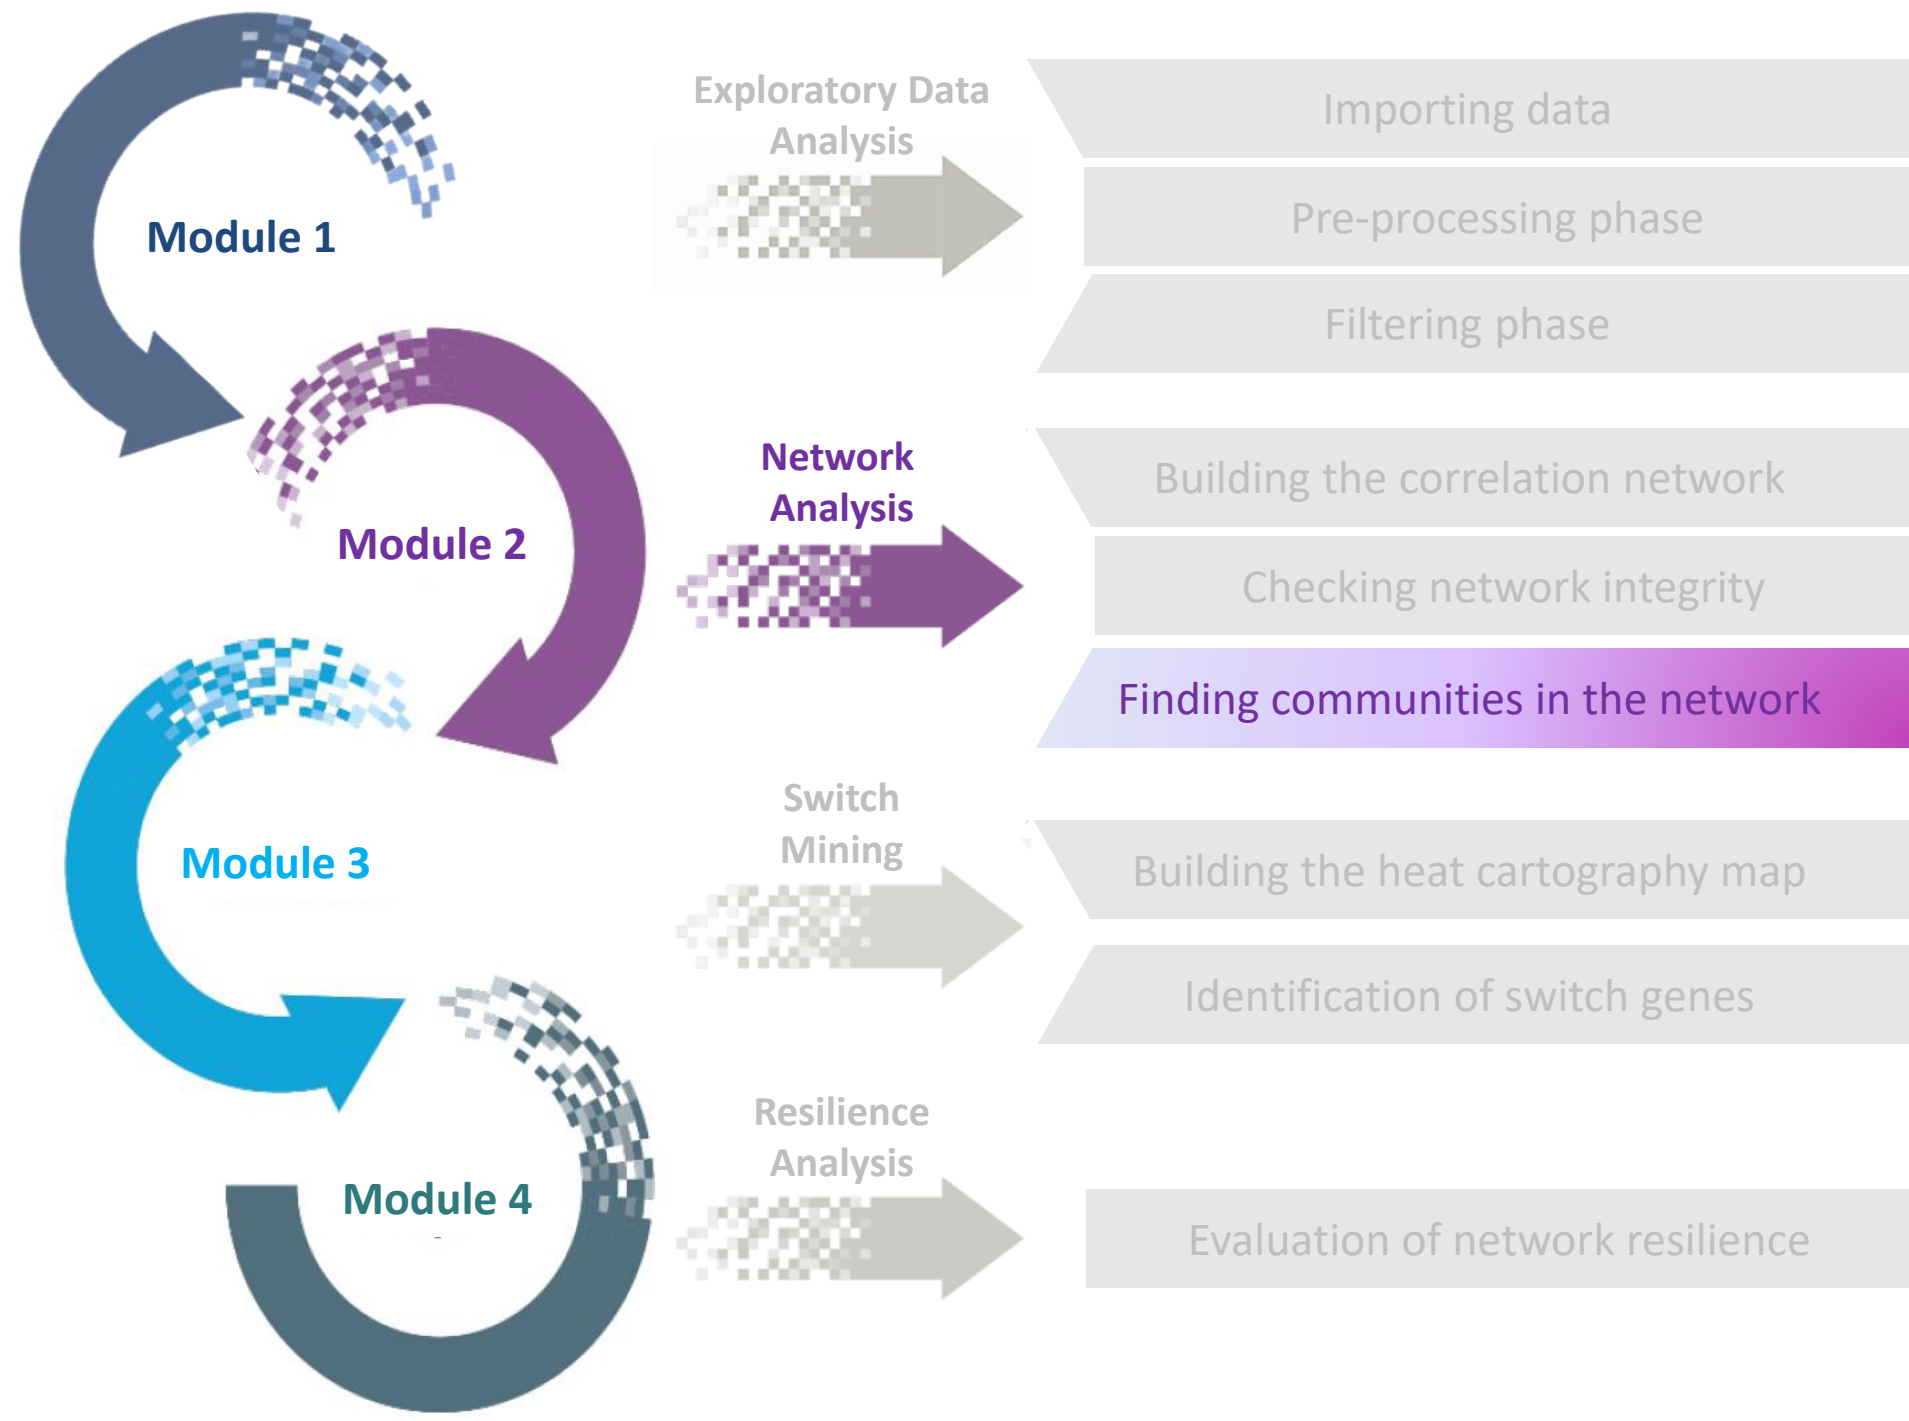 Module 1
Exploratory Data
Analysis
Importing data
Pre-processing phase
Filtering phase
Module 2
Network
Analysis
Building the correlation network
Checking network integrity
Finding communities in the network
Module 3
Switch
Mining
Building the heat cartography map
Identification of switch genes
Module 4
Resilience
Analysis
Evaluation of network resilience